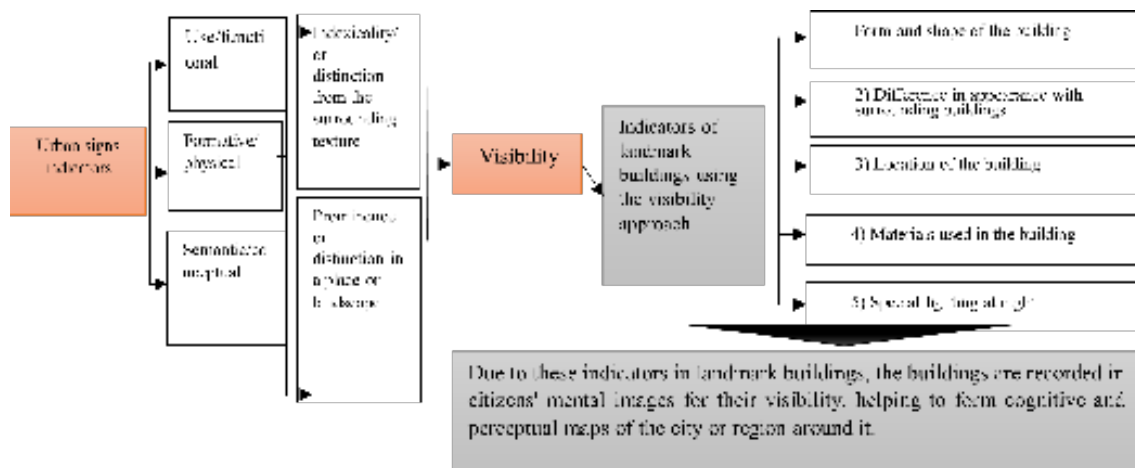 Urban signs
indicators
Use/functi
onal
Formative/
physical
Semantic/co
nceptual
Indexicality/
or
distinction
from the
surrounding
texture
Prominence
or
distinction in
a place or
landscape
Visibility
Indicators of
landmark
buildings using
the visibility
approach
Form and shape of the building
2) Difference in appearance with
surrounding buildings
3) Location of the building
4) Materials used in the building
5) Special lighting at night
Due to these indicators in landmark buildings, the buildings are recorded in
citizens' mental images for their visibility, helping to form cognitive and
perceptual maps of the city or region around it.